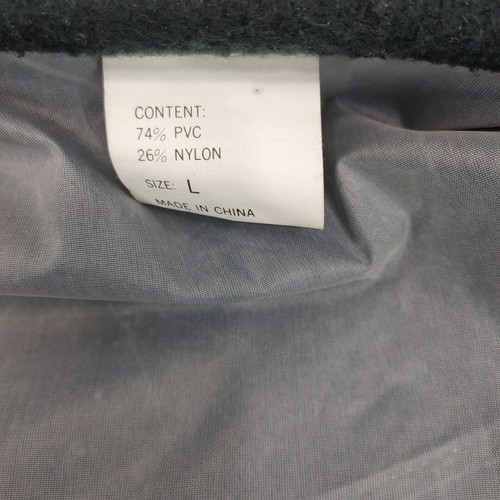 CONTENT:
74% PVC
26% NYLON
SIZE: L
MADE IN CHINA